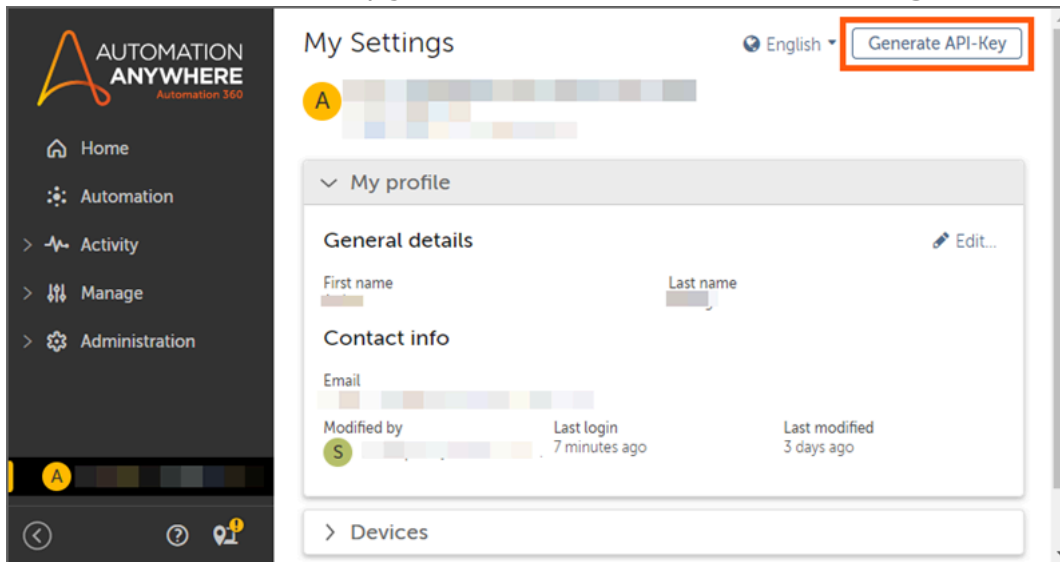 AUTOMATION
ANYWHERE
Automation 360
Home
Automation
Activity
Manage
Administration
A
My Settings
English
Generate API-Key
A
My profile
General details
Edit...
First name
Last name
Contact info
Email
Modified by
Last login
Last modified
S
7 minutes ago
3 days ago
Devices